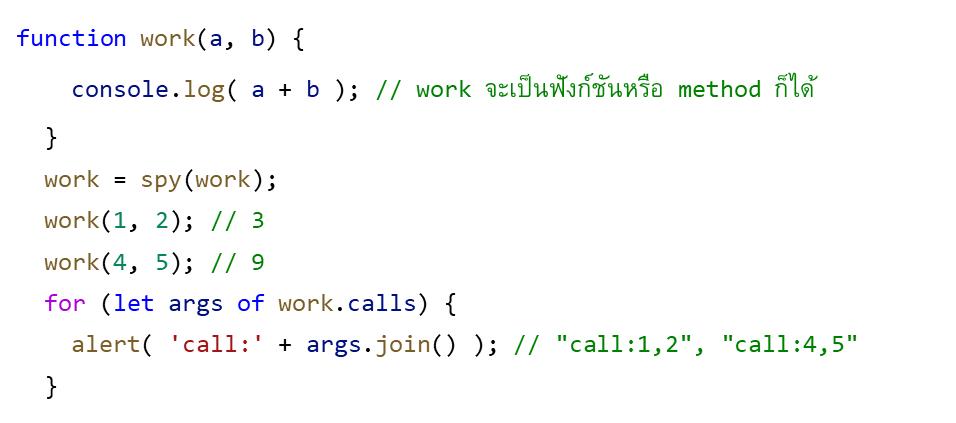 function work(a, b) {
console.log( a + b ); // work จะเป็นฟังก์ชันหรือ method ก็ได้
}
work = spy(work);
work(1, 2); // 3
work(4, 5); // 9
for (let args of work.calls) {
alert( 'call:' + args.join() ); // "call:1,2", "call:4,5"
}